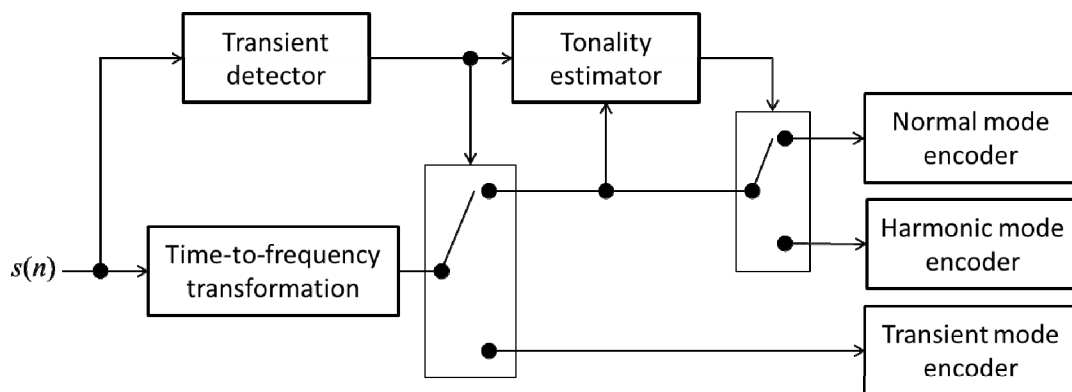 Transient
detector
Tonality
estimator
Normal mode
encoder
Harmonic mode
encoder
s(n)
Time-to-frequency
transformation
Transient mode
encoder